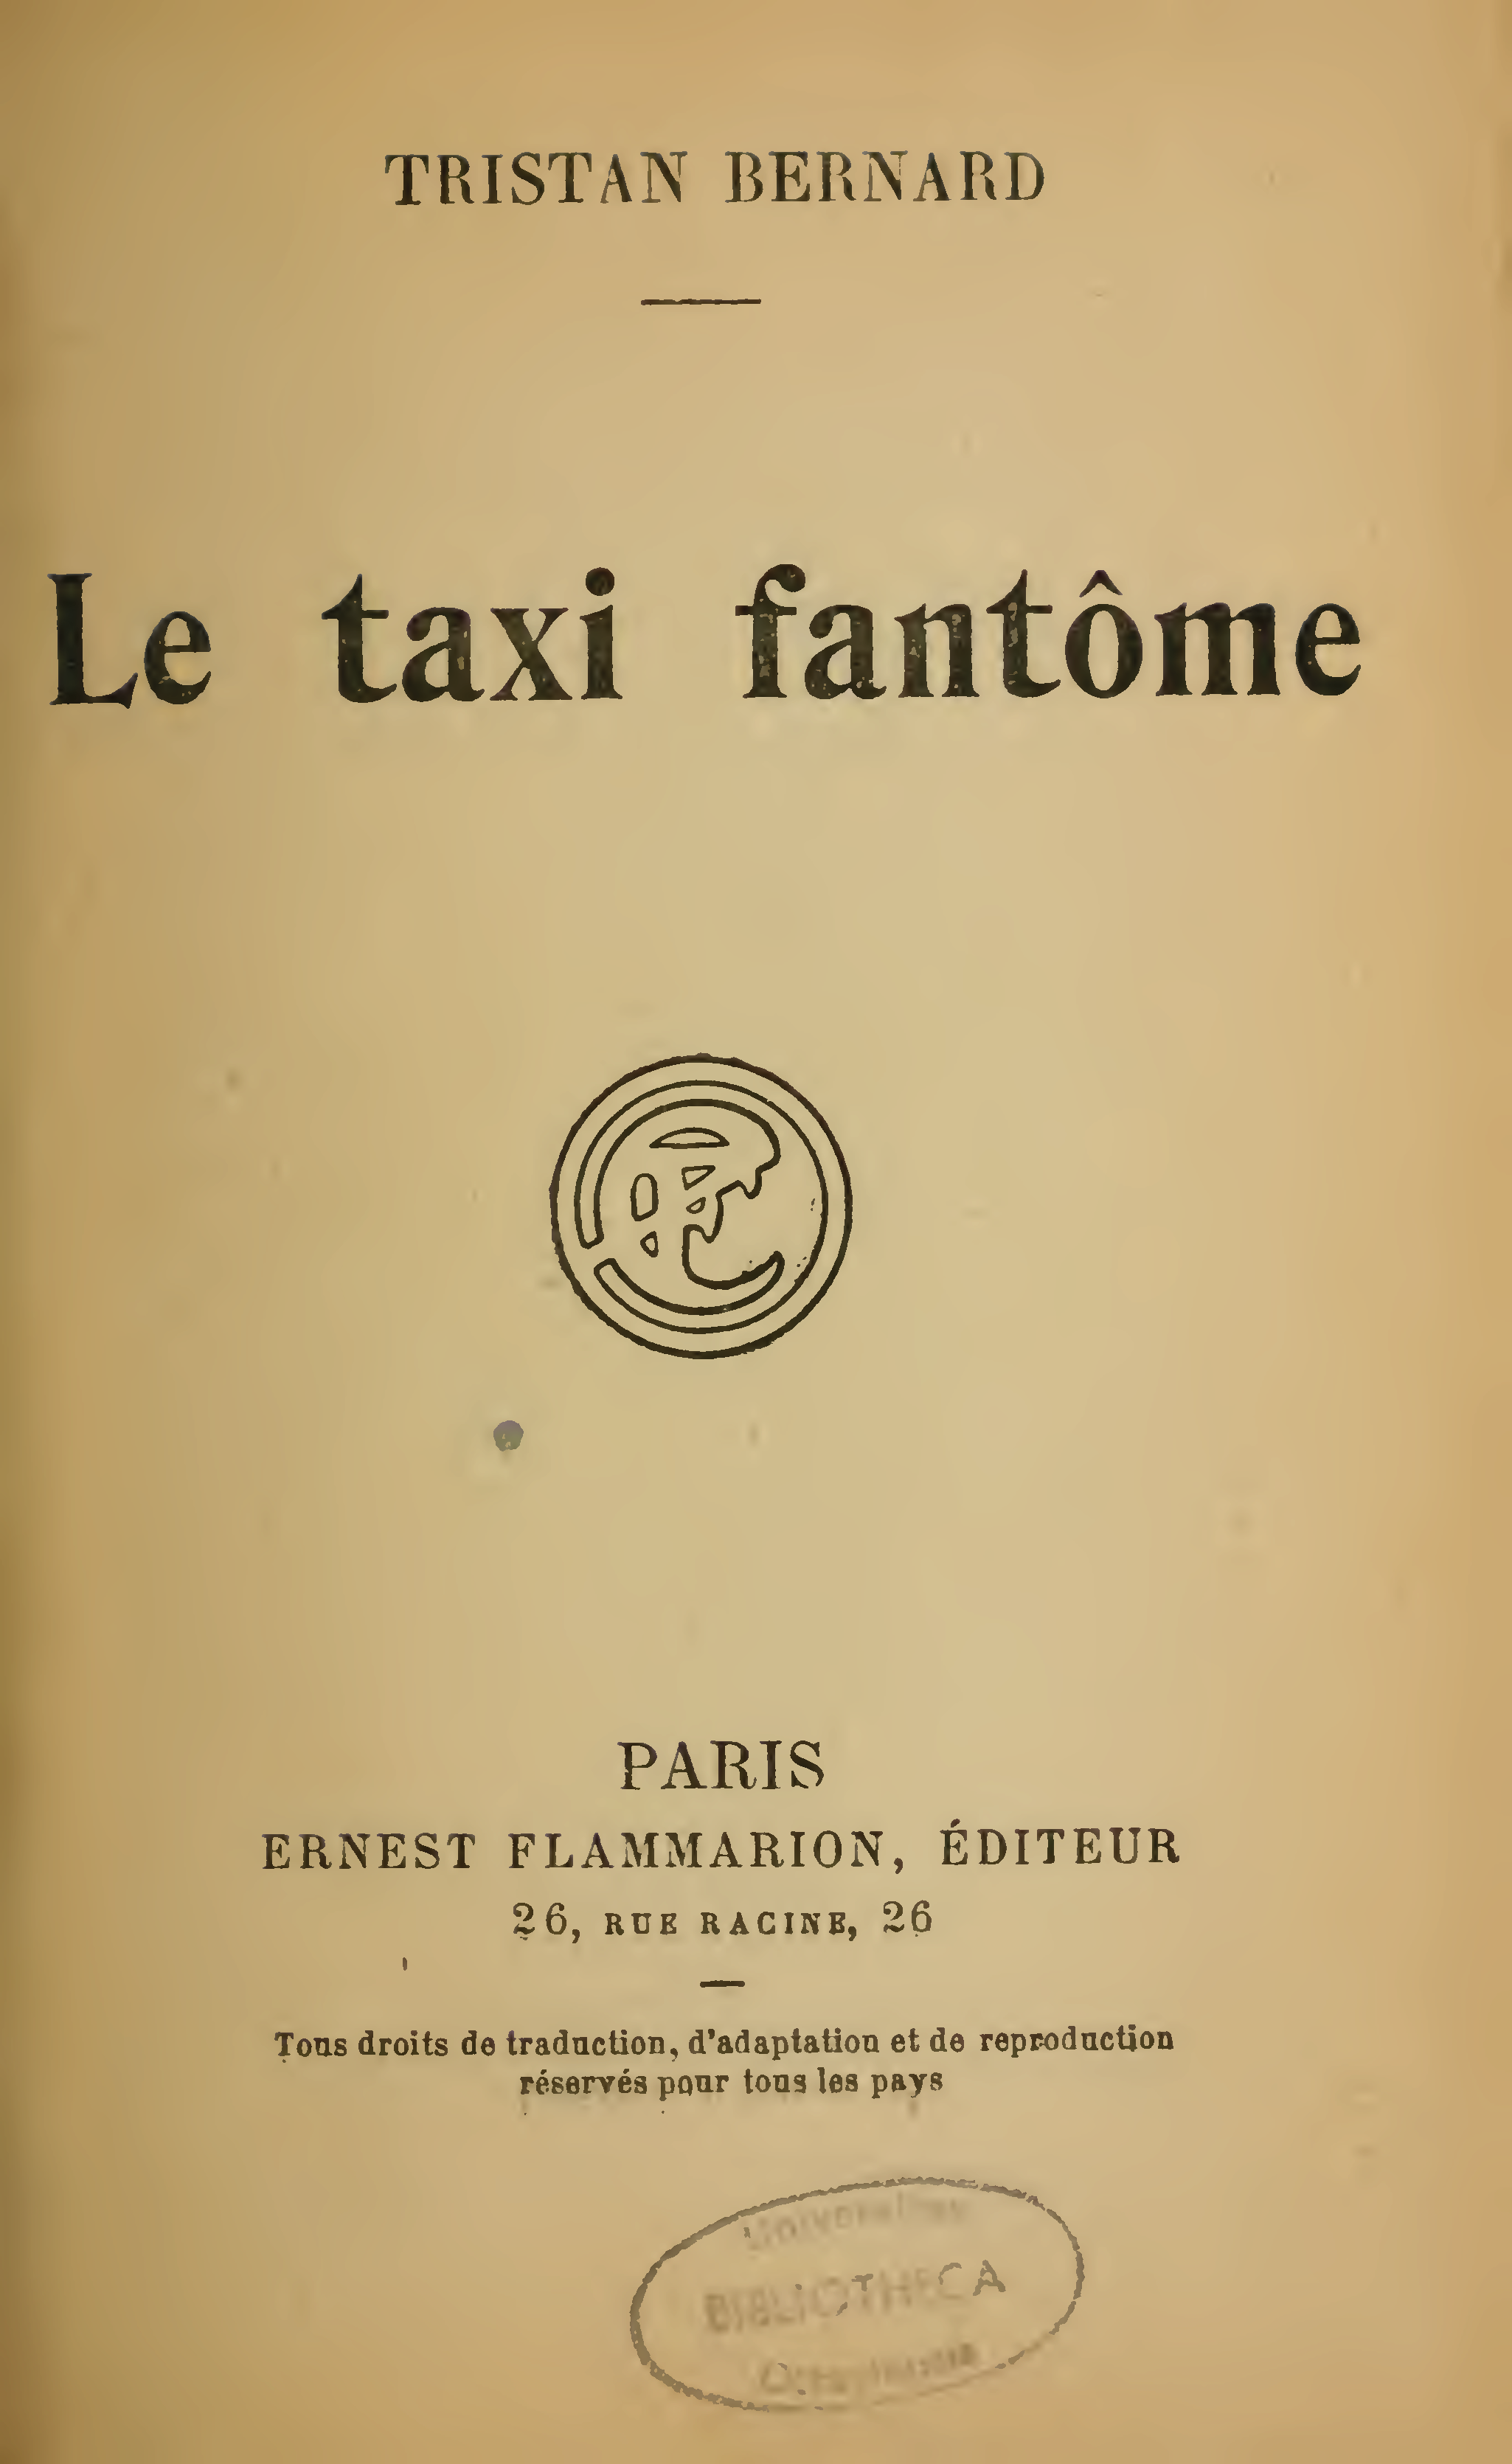 TRISTAN BERNARD
Le taxi fantôme
PARIS
ERNEST FLAMMARION, ÉDITEUR
26, RUE RACINE, 26
Tous droits de traduction, d'adaptation et de reproduction
réservés pour tous les pays
Universitas
BIBLIOTHECA